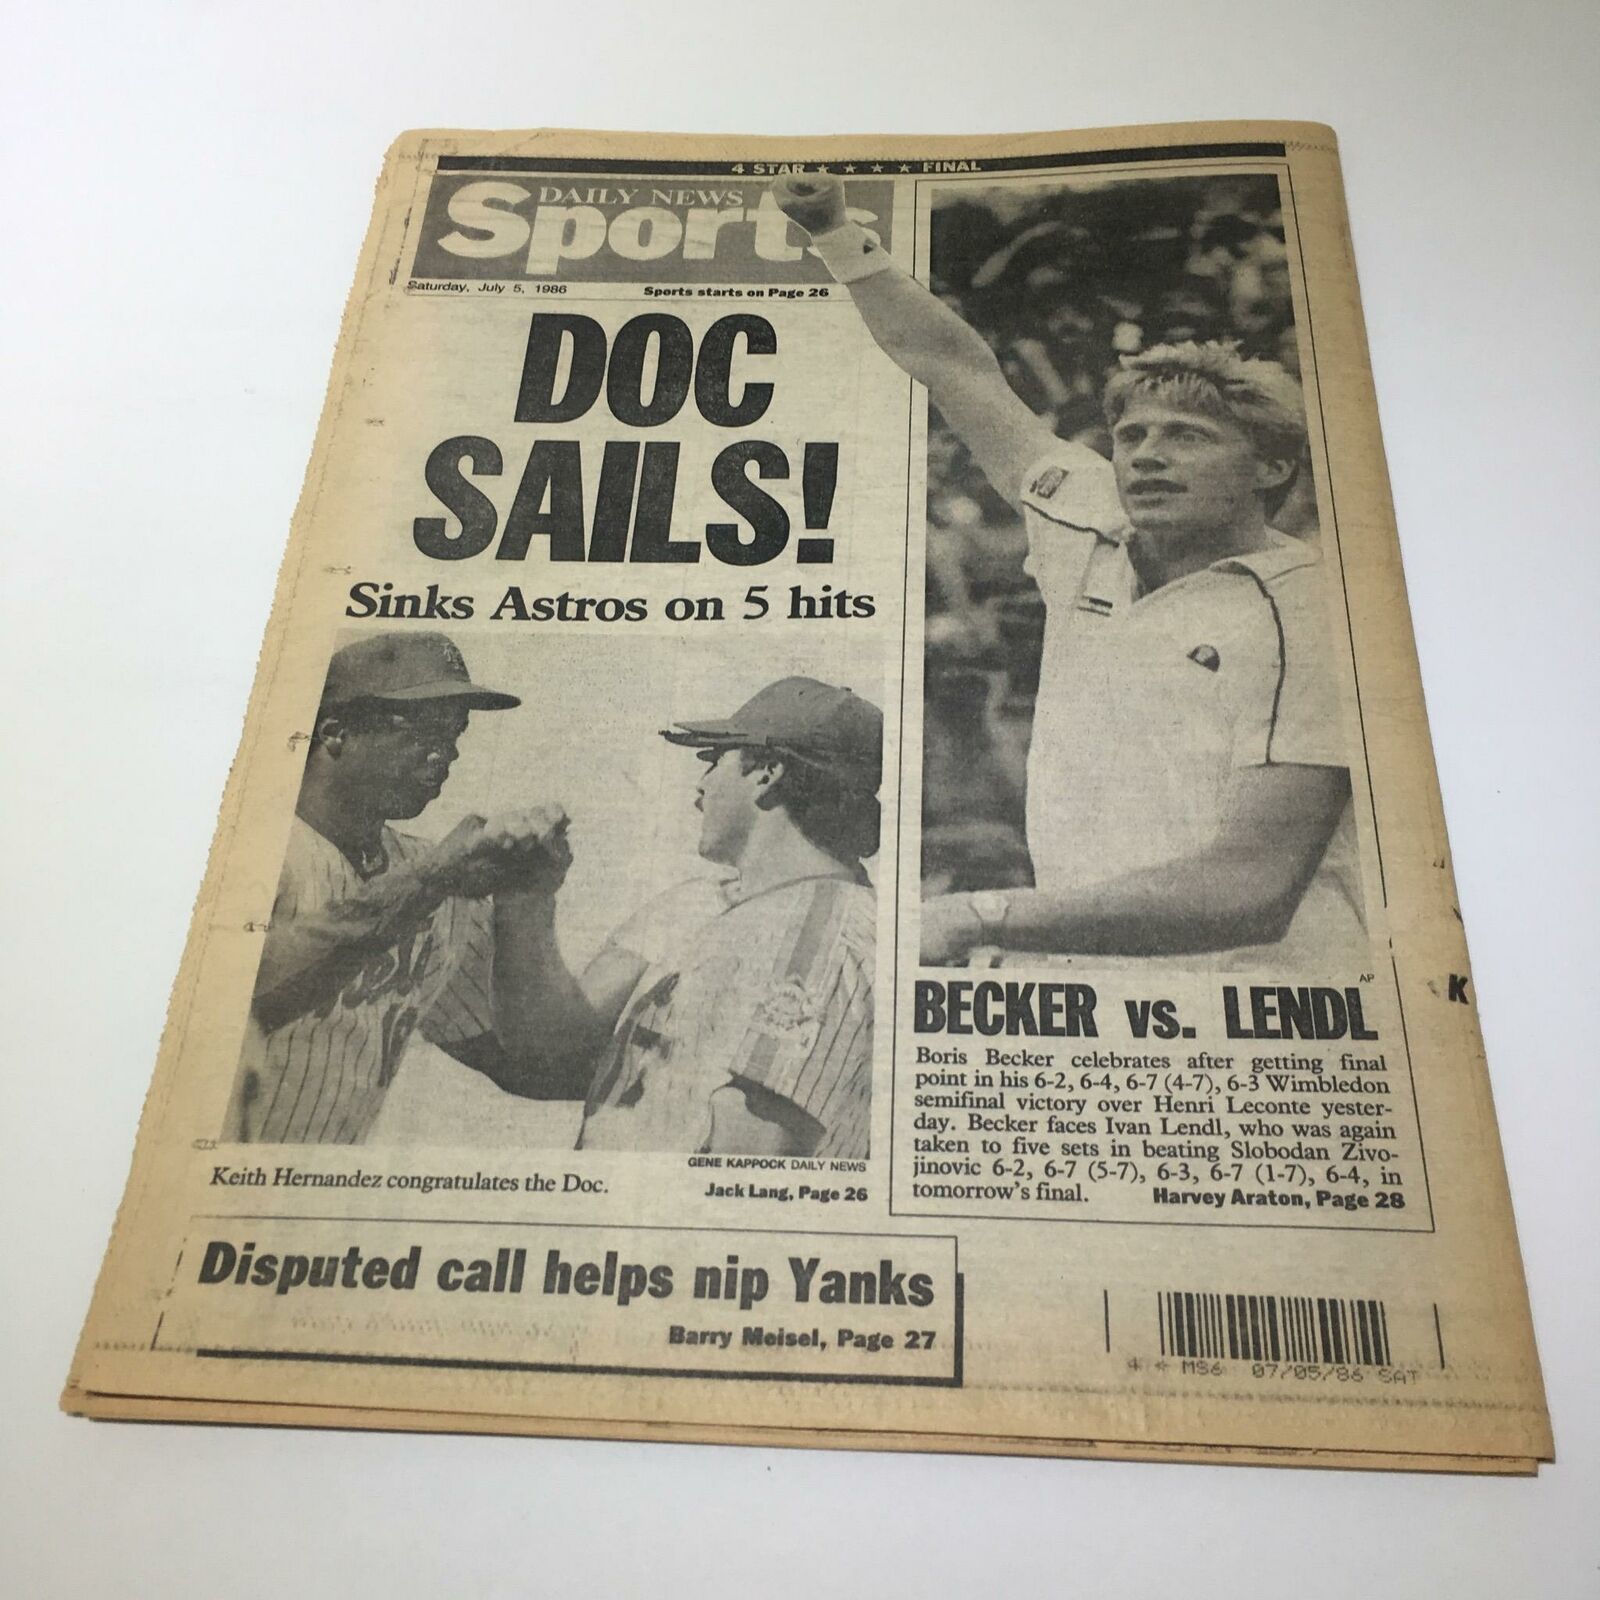 4 STAR ★ ★ ★ ★ FINAL
DAILY NEWS
Sports
Saturday, July 5, 1986
Sports starts on Page 26
DOC
SAILS!
Sinks Astros on 5 hits
GENE KAPPOCK DAILY NEWS
Keith Hernandez congratulates the Doc.
Jack Lang, Page 26
AP
BECKER vs. LENDL
Boris Becker celebrates after getting final
point in his 6-2, 6-4, 6-7 (4-7), 6-3 Wimbledon
semifinal victory over Henri Leconte yester-
day. Becker faces Ivan Lendl, who was again
taken to five sets in beating Slobodan Zivo-
jinovic 6-2, 6-7 (5-7), 6-3, 6-7 (1-7), 6-4, in
tomorrow's final.
Harvey Araton, Page 28
K
Disputed call helps nip Yanks
Barry Meisel, Page 27
07/05/86 SAT